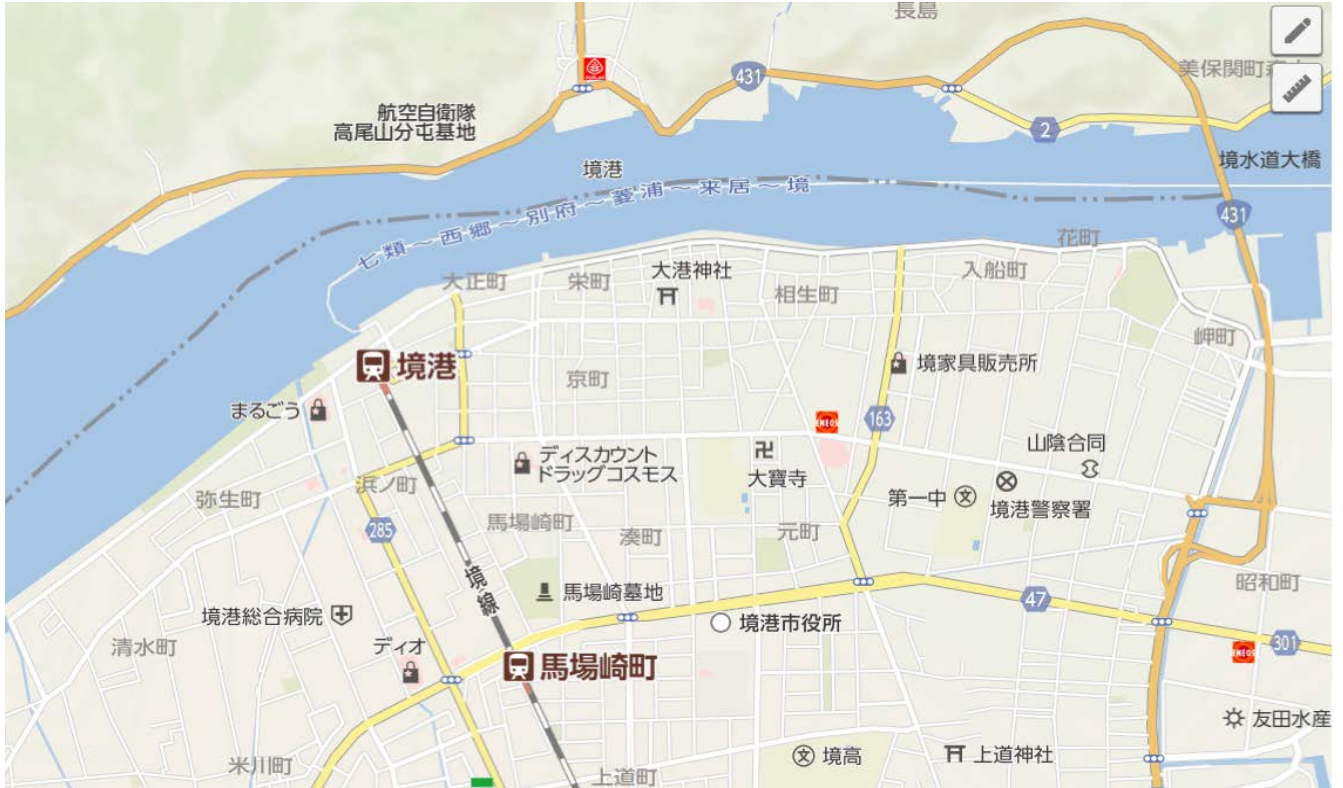 長島
431
美保関町森山
航空自衛隊
高尾山分屯基地
2
境港
境水道大橋
七類～西郷～別府～菱浦～来居～境
431
花町
大正町
栄町
大港神社
相生町
入船町
岬町
境港
京町
境家具販売所
まるごう
163
ENEOS
山陰合同
ディスカウント
ドラッグコスモス
大寶寺
弥生町
浜ノ町
第一中
文
境港警察署
285
馬場崎町
湊町
元町
境線
昭和町
馬場崎墓地
47
境港総合病院
境港市役所
清水町
ディオ
301
ENEOS
馬場崎町
友田水産
米川町
文
境高
上道神社
上道町